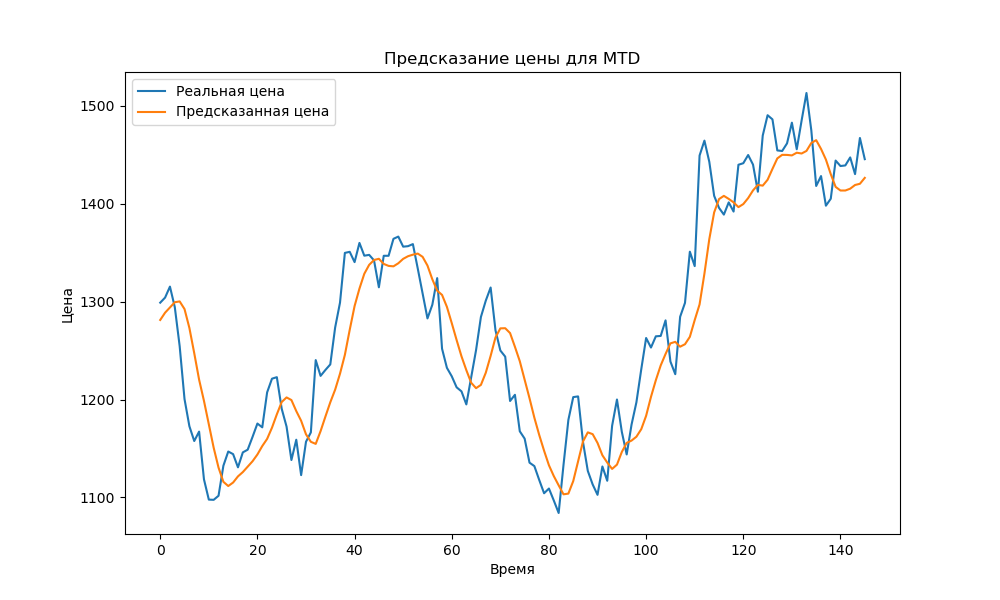 Предсказание цены для MTD
Реальная цена
Предсказанная цена
1500
1400
1300
1200
1100
Цена
0 20 40 60 80 100 120 140
Время